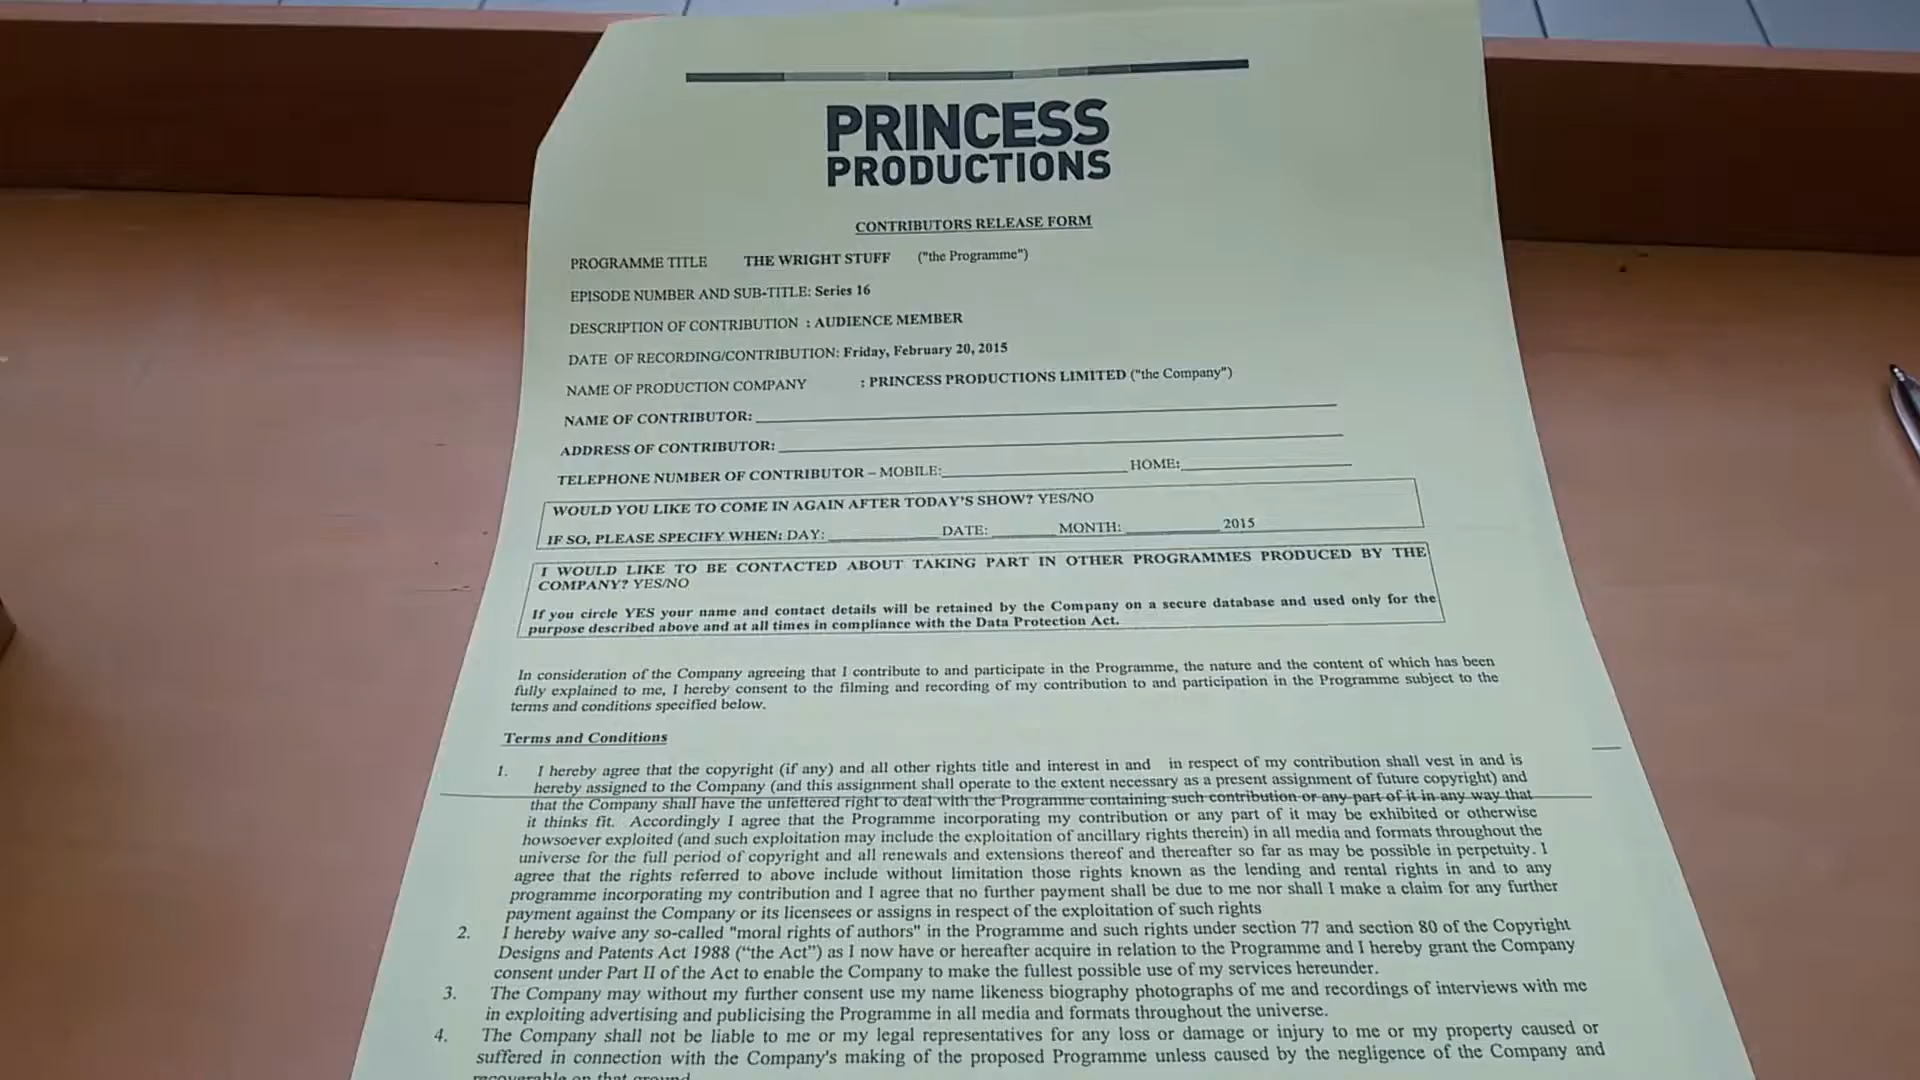 PRINCESS
PRODUCTIONS
CONTRIBUTORS RELEASE FORM
PROGRAMME TITLE THE WRIGHT STUFF ("the Programme")
EPISODE NUMBER AND SUB-TITLE: Series 16
DESCRIPTION OF CONTRIBUTION : AUDIENCE MEMBER
DATE OF RECORDING/CONTRIBUTION: Friday, February 20, 2015
NAME OF PRODUCTION COMPANY : PRINCESS PRODUCTIONS LIMITED ("the Company")
NAME OF CONTRIBUTOR:
ADDRESS OF CONTRIBUTOR:
TELEPHONE NUMBER OF CONTRIBUTOR – MOBILE: HOME:
WOULD YOU LIKE TO COME IN AGAIN AFTER TODAY'S SHOW? YES/NO
IF SO, PLEASE SPECIFY WHEN: DAY: DATE: MONTH: 2015
I WOULD LIKE TO BE CONTACTED ABOUT TAKING PART IN OTHER PROGRAMMES PRODUCED BY THE
COMPANY? YES/NO
If you circle YES your name and contact details will be retained by the Company on a secure database and used only for the
purpose described above and at all times in compliance with the Data Protection Act.
In consideration of the Company agreeing that I contribute to and participate in the Programme, the nature and the content of which has been
fully explained to me, I hereby consent to the filming and recording of my contribution to and participation in the Programme subject to the
terms and conditions specified below.
Terms and Conditions
1. I hereby agree that the copyright (if any) and all other rights title and interest in and in respect of my contribution shall vest in and is
hereby assigned to the Company (and this assignment shall operate to the extent necessary as a present assignment of future copyright) and
that the Company shall have the unfettered right to deal with the Programme containing such contribution or any part of it in any way that
it thinks fit. Accordingly I agree that the Programme incorporating my contribution or any part of it may be exhibited or otherwise
howsoever exploited (and such exploitation may include the exploitation of ancillary rights therein) in all media and formats throughout the
universe for the full period of copyright and all renewals and extensions thereof and thereafter so far as may be possible in perpetuity. I
agree that the rights referred to above include without limitation those rights known as the lending and rental rights in and to any
programme incorporating my contribution and I agree that no further payment shall be due to me nor shall I make a claim for any further
payment against the Company or its licensees or assigns in respect of the exploitation of such rights
2. I hereby waive any so-called "moral rights of authors" in the Programme and such rights under section 77 and section 80 of the Copyright
Designs and Patents Act 1988 ("the Act") as I now have or hereafter acquire in relation to the Programme and I hereby grant the Company
consent under Part II of the Act to enable the Company to make the fullest possible use of my services hereunder.
3. The Company may without my further consent use my name likeness biography photographs of me and recordings of interviews with me
in exploiting advertising and publicising the Programme in all media and formats throughout the universe.
4. The Company shall not be liable to me or my legal representatives for any loss or damage or injury to me or my property caused or
suffered in connection with the Company's making of the proposed Programme unless caused by the negligence of the Company and
recoverable on that ground.